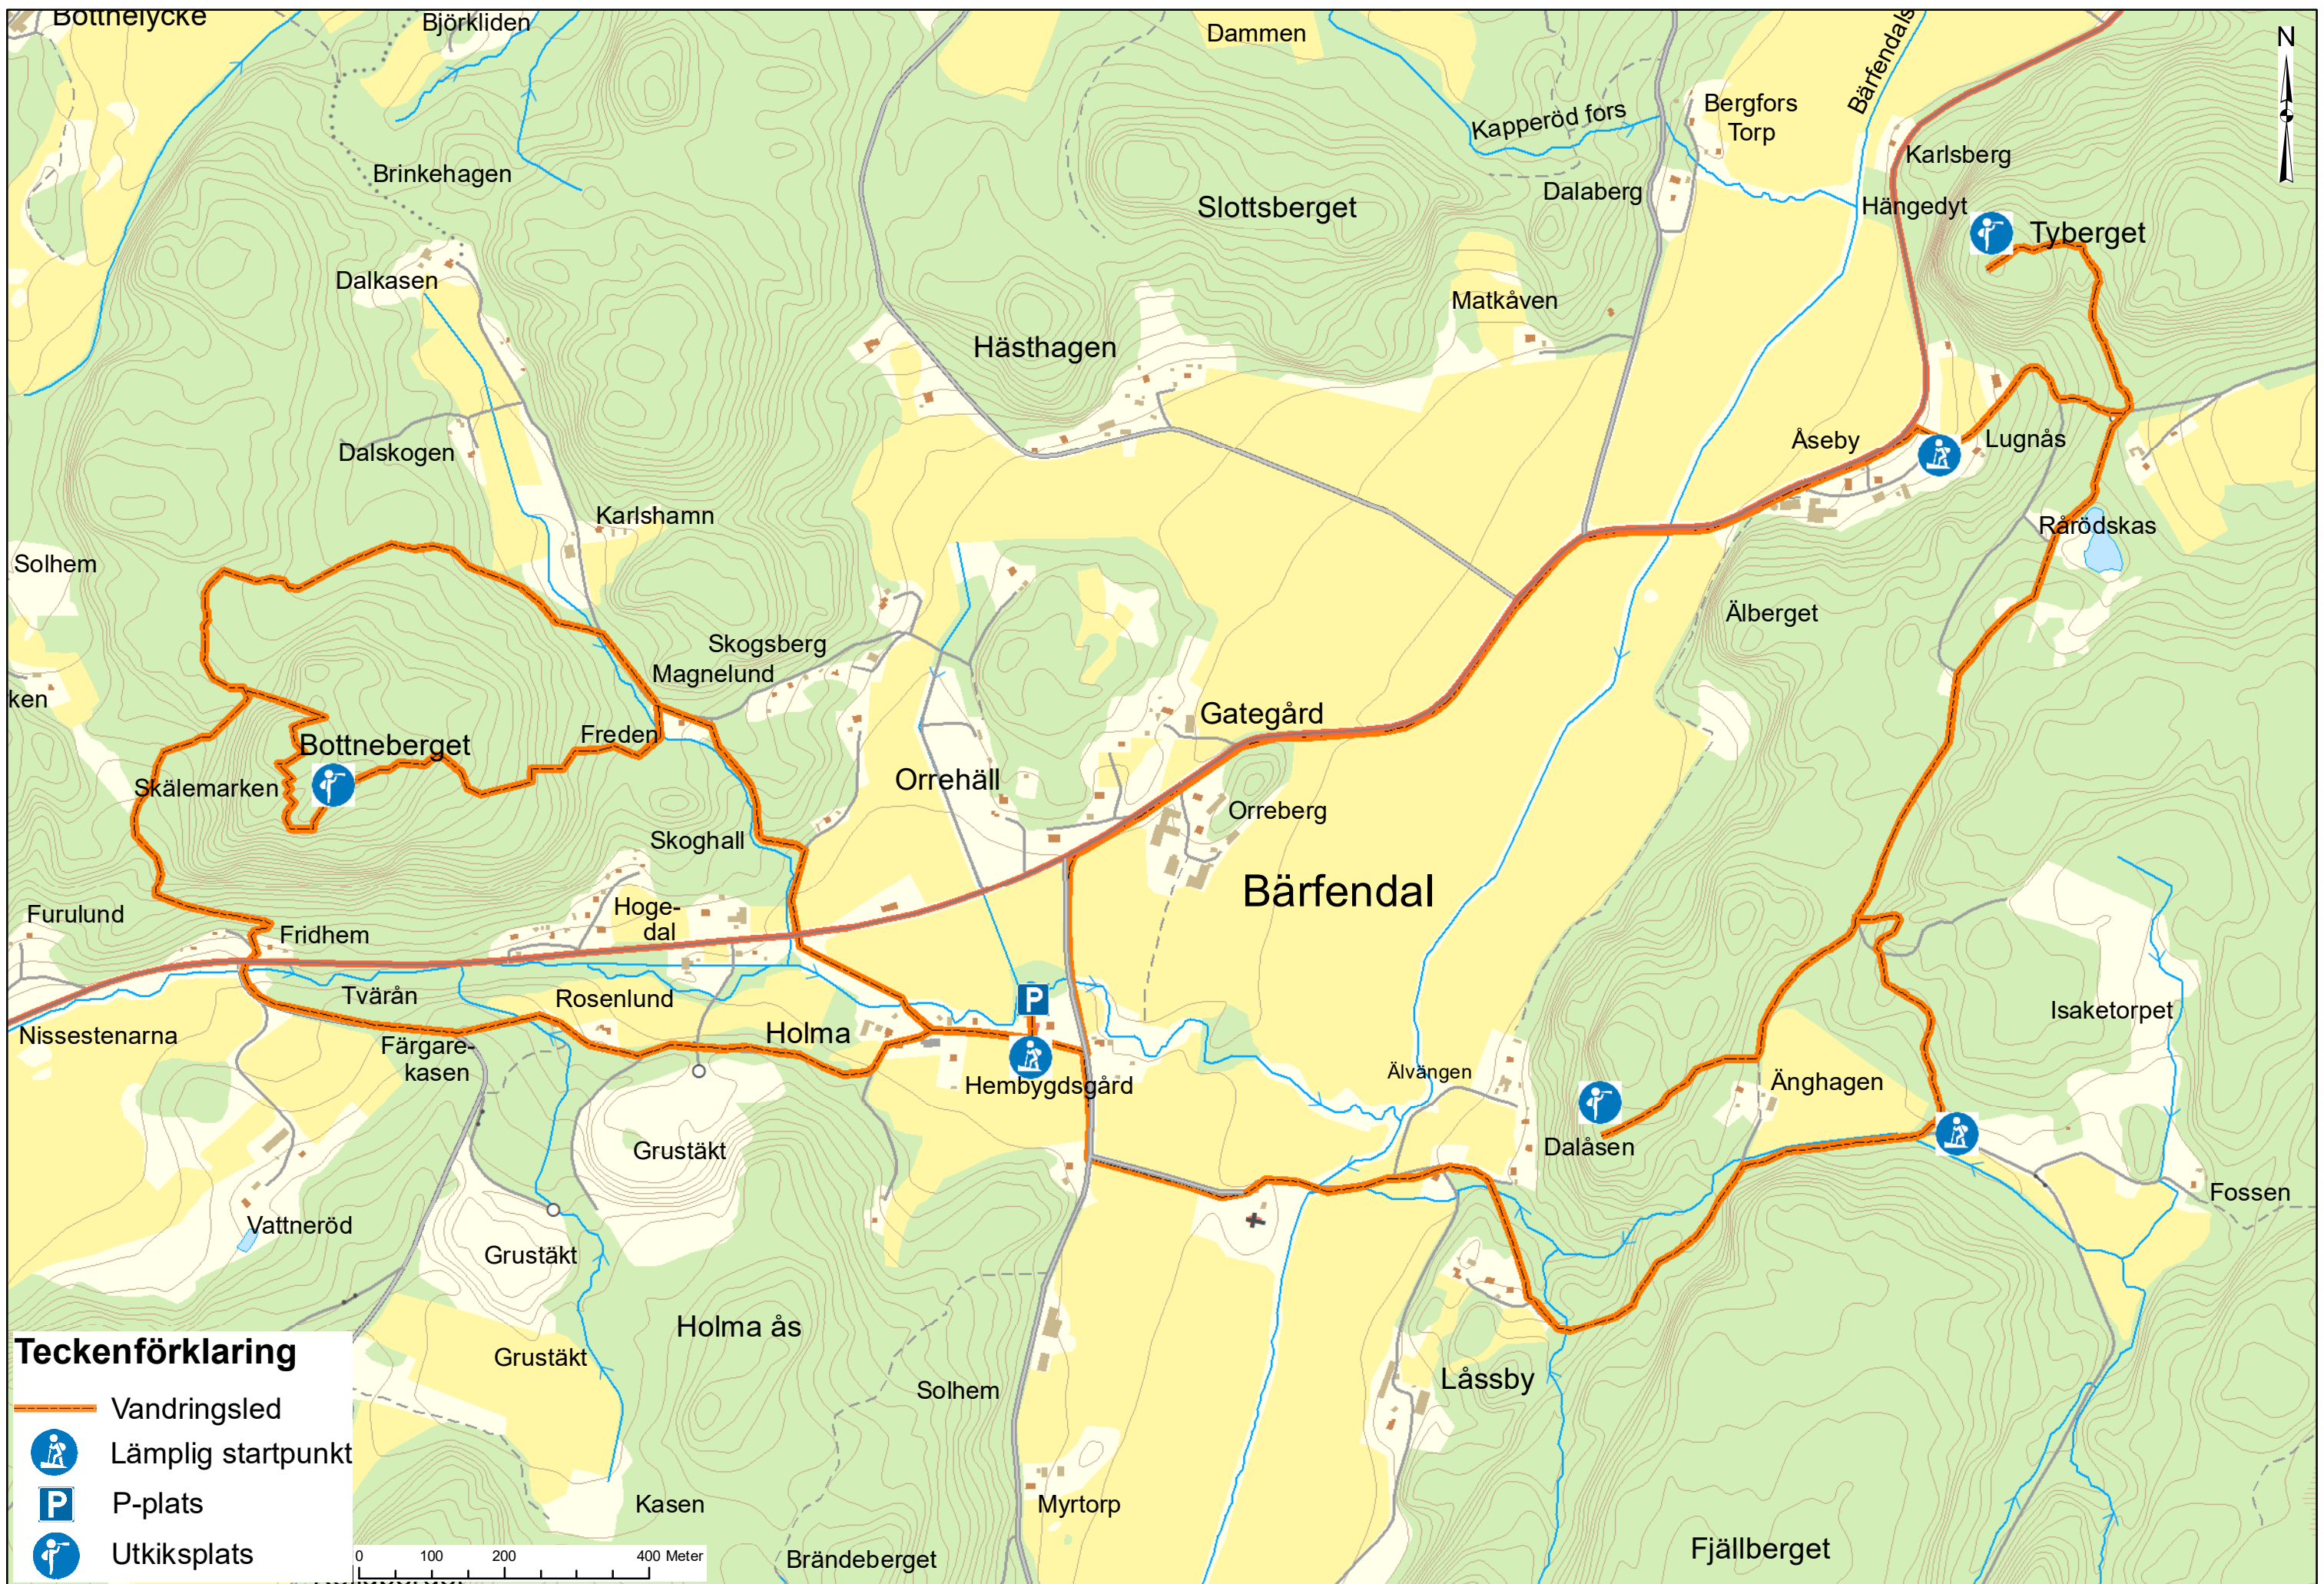 Bottnelycke
Björkliden
Dammen
Bärfendals
N
Kapperöd fors
Bergfors
Torp
Karlsberg
Brinkehagen
Slottsberget
Dalaberg
Hängedyt
Tyberget
Dalkasen
Matkåven
Hästhagen
Dalskogen
Åseby
Lugnås
Karlshamn
Rårödskas
Solhem
Älberget
Skogsberg
Magnelund
ken
Gategård
Freden
Bottneberget
Orrehäll
Skälemarken
Orreberg
Skoghall
Bärfendal
Furulund
Hoge-
dal
Fridhem
Tvärån
Rosenlund
P
Isaketorpet
Nissestenarna
Holma
Färgare-
kasen
Hembygdsgård
Älvängen
Änghagen
Grustäkt
Dalåsen
Fossen
Vattneröd
Grustäkt
Holma ås
Grustäkt
Låssby
Solhem
Kasen
Myrtorp
Fjällberget
Brändeberget
Teckenförklaring
Vandringsled
Lämplig startpunkt
P P-plats
Utkiksplats
0 100 200 400 Meter